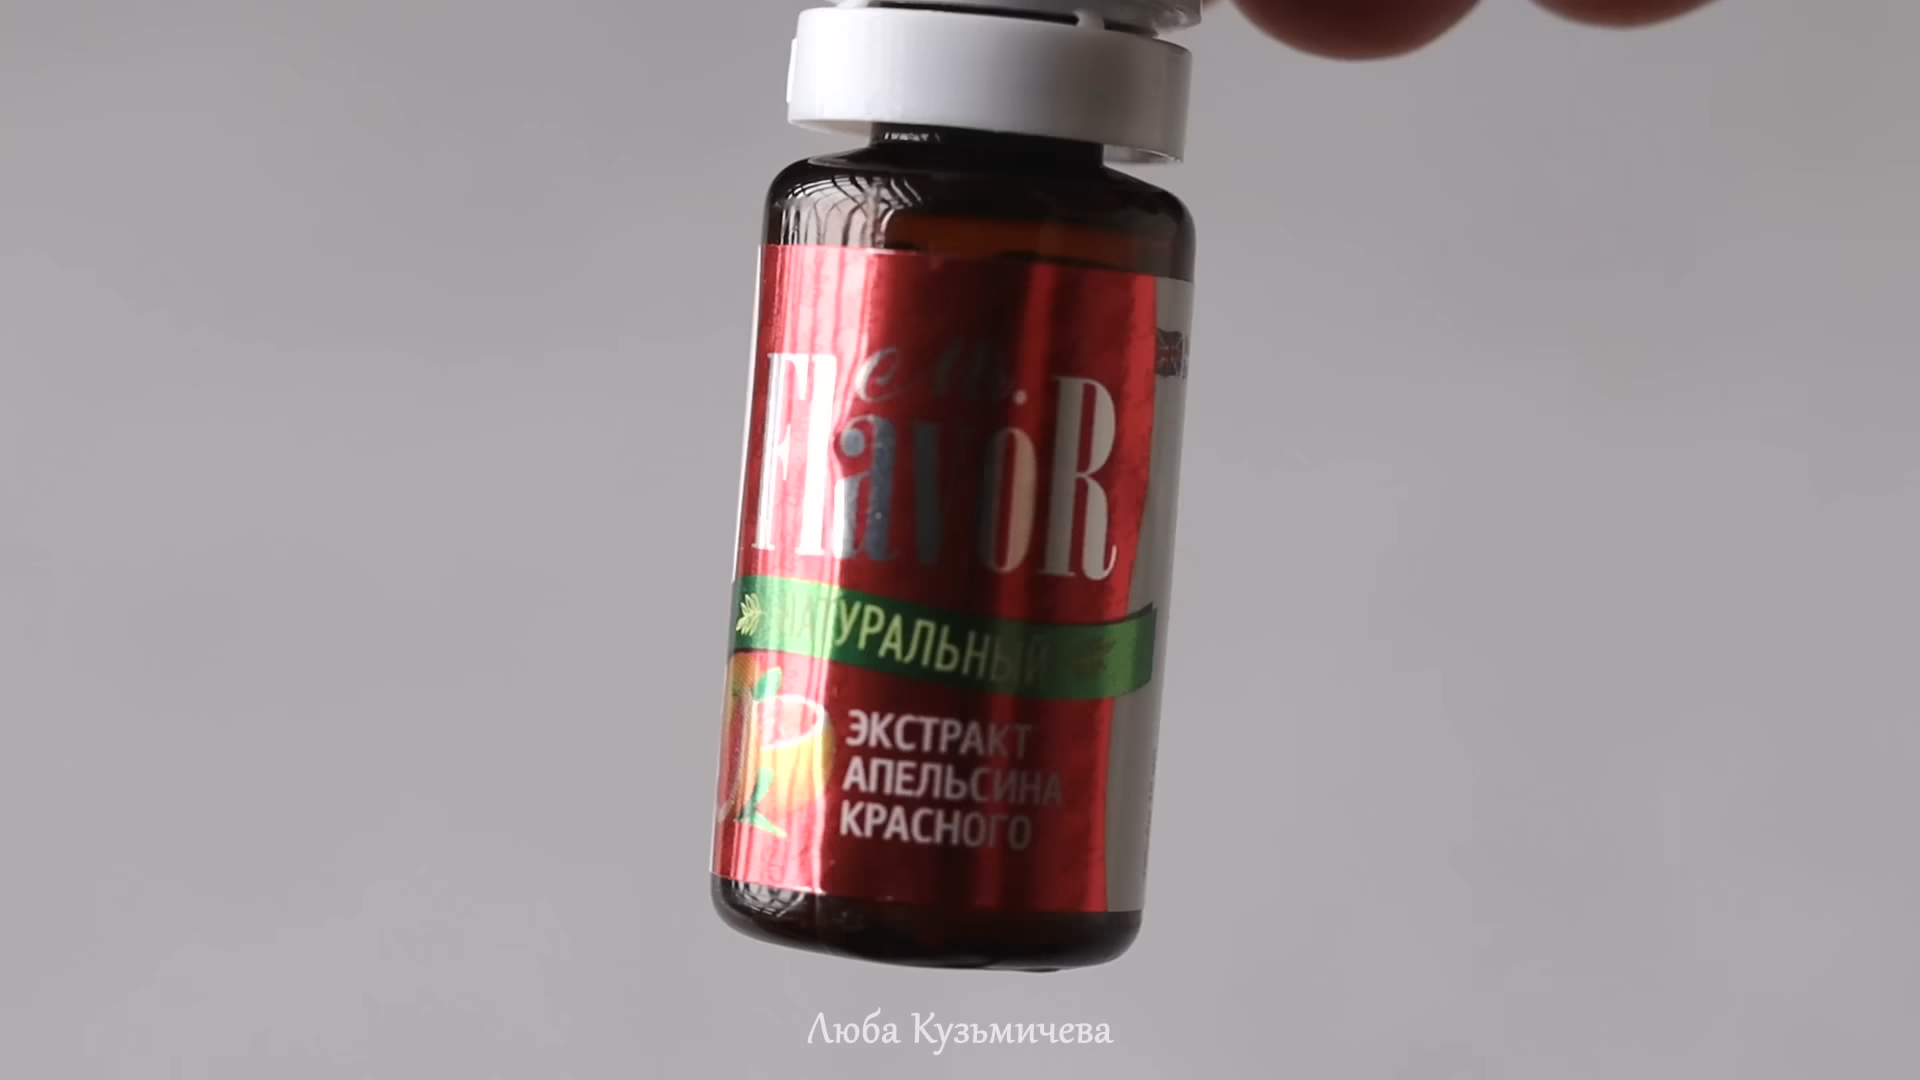 Mr.
FlavoR
НАТУРАЛЬНЫЙ
ЭКСТРАКТ
АПЕЛЬСИНА
КРАСНОГО
Люба Кузьмичева